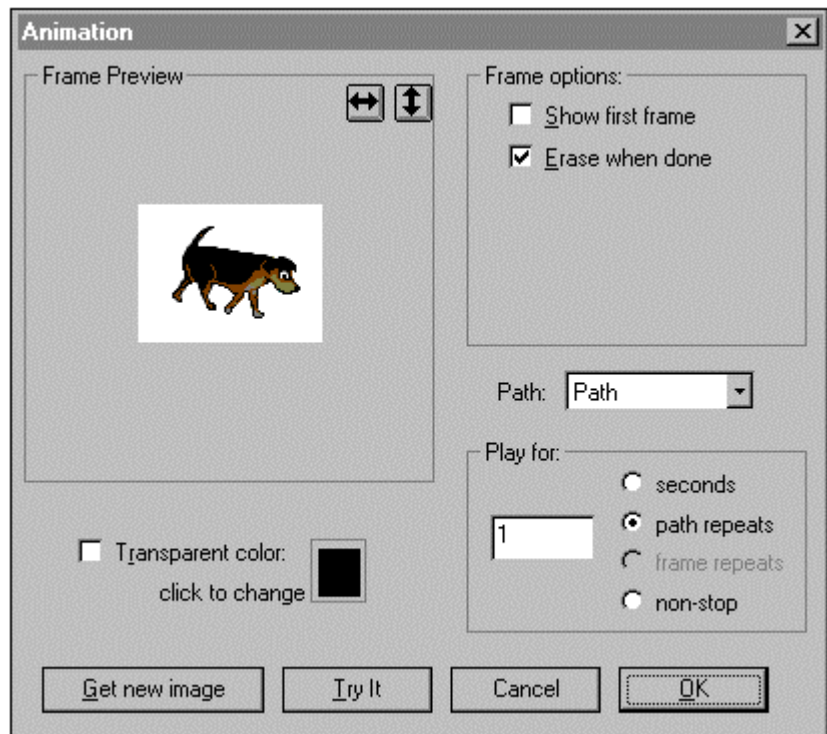 Animation
Frame Preview
Frame options:
Show first frame
Erase when done
Path: Path
Play for:
1
seconds
path repeats
frame repeats
non-stop
Transparent color:
click to change
Get new image
Try It
Cancel
OK